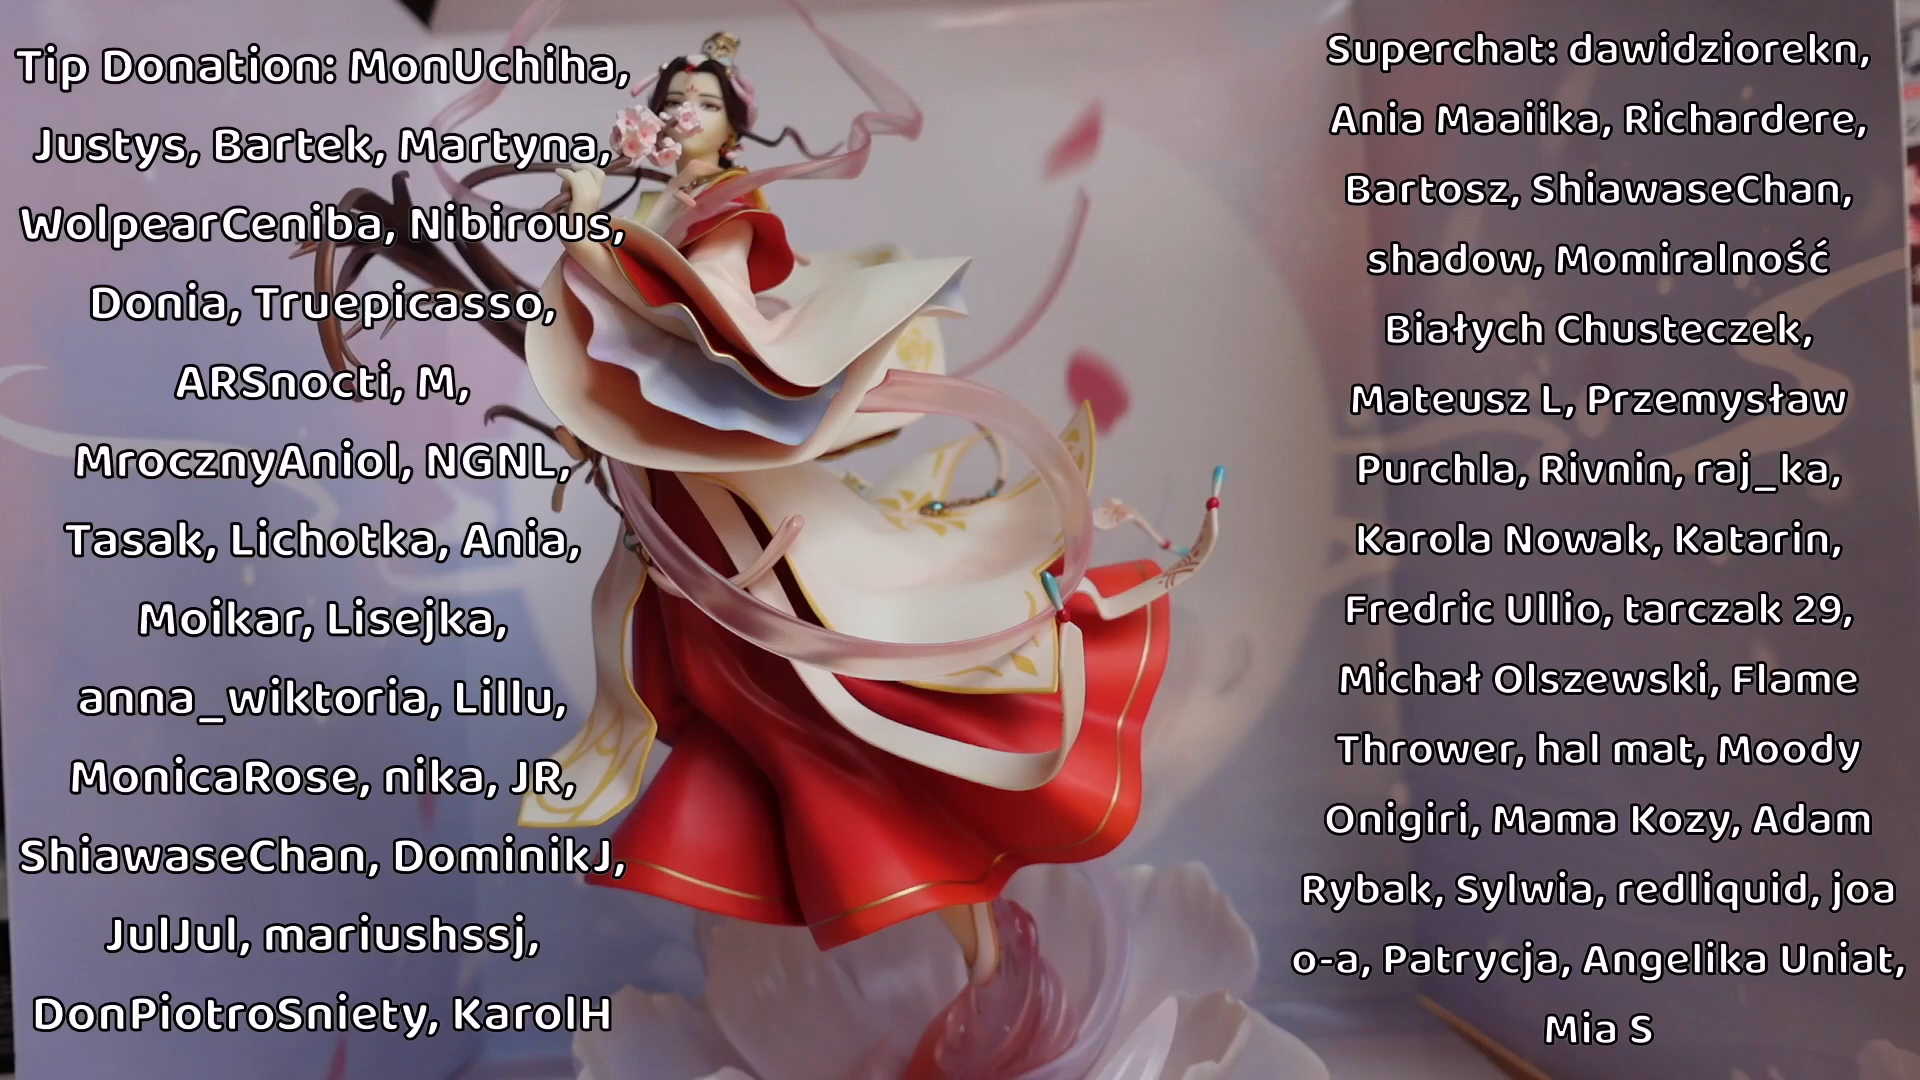 Tip Donation: MonUchiha,
Justys, Bartek, Martyna,
WolpearCeniba, Nibirous,
Donia, Truepicasso,
ARSnocti, M,
MrocznyAniol, NGNL,
Tasak, Lichotka, Ania,
Moikar, Lisejka,
anna_wiktoria, Lillu,
MonicaRose, nika, JR,
ShiawaseChan, DominikJ,
JulJul, mariushssj,
DonPiotroSniety, KarolH
Superchat: dawidziorekn,
Ania Maaiika, Richardere,
Bartosz, ShiawaseChan,
shadow, Momiralność
Białych Chusteczek,
Mateusz L, Przemysław
Purchla, Rivnin, raj_ka,
Karola Nowak, Katarin,
Fredric Ullio, tarczak 29,
Michał Olszewski, Flame
Thrower, hal mat, Moody
Onigiri, Mama Kozy, Adam
Rybak, Sylwia, redliquid, joa
o-a, Patrycja, Angelika Uniat,
Mia S